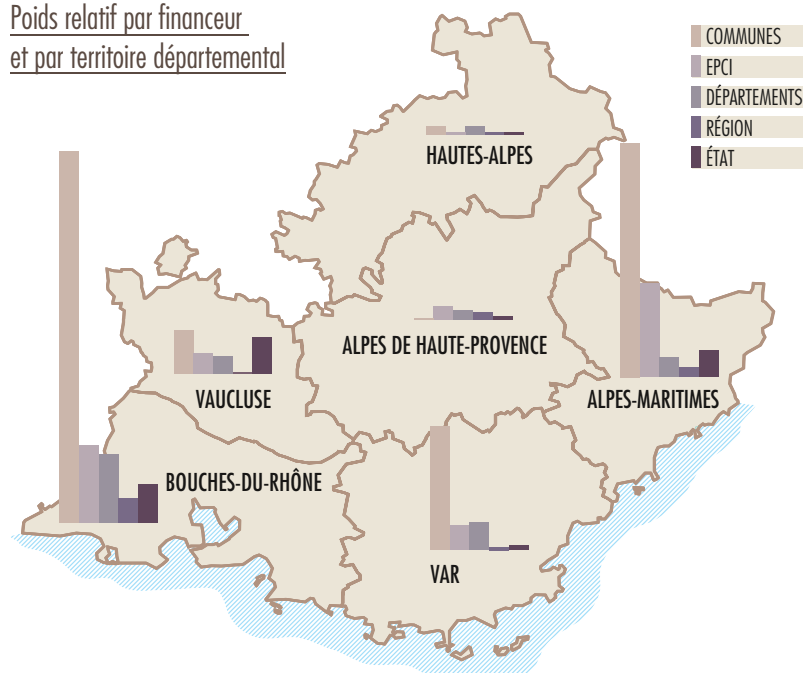 Poids relatif par financeur
et par territoire départemental
COMMUNES
EPCI
DÉPARTEMENTS
RÉGION
ÉTAT
HAUTES-ALPES
ALPES DE HAUTE-PROVENCE
VAUCLUSE
ALPES-MARITIMES
BOUCHES-DU-RHÔNE
VAR